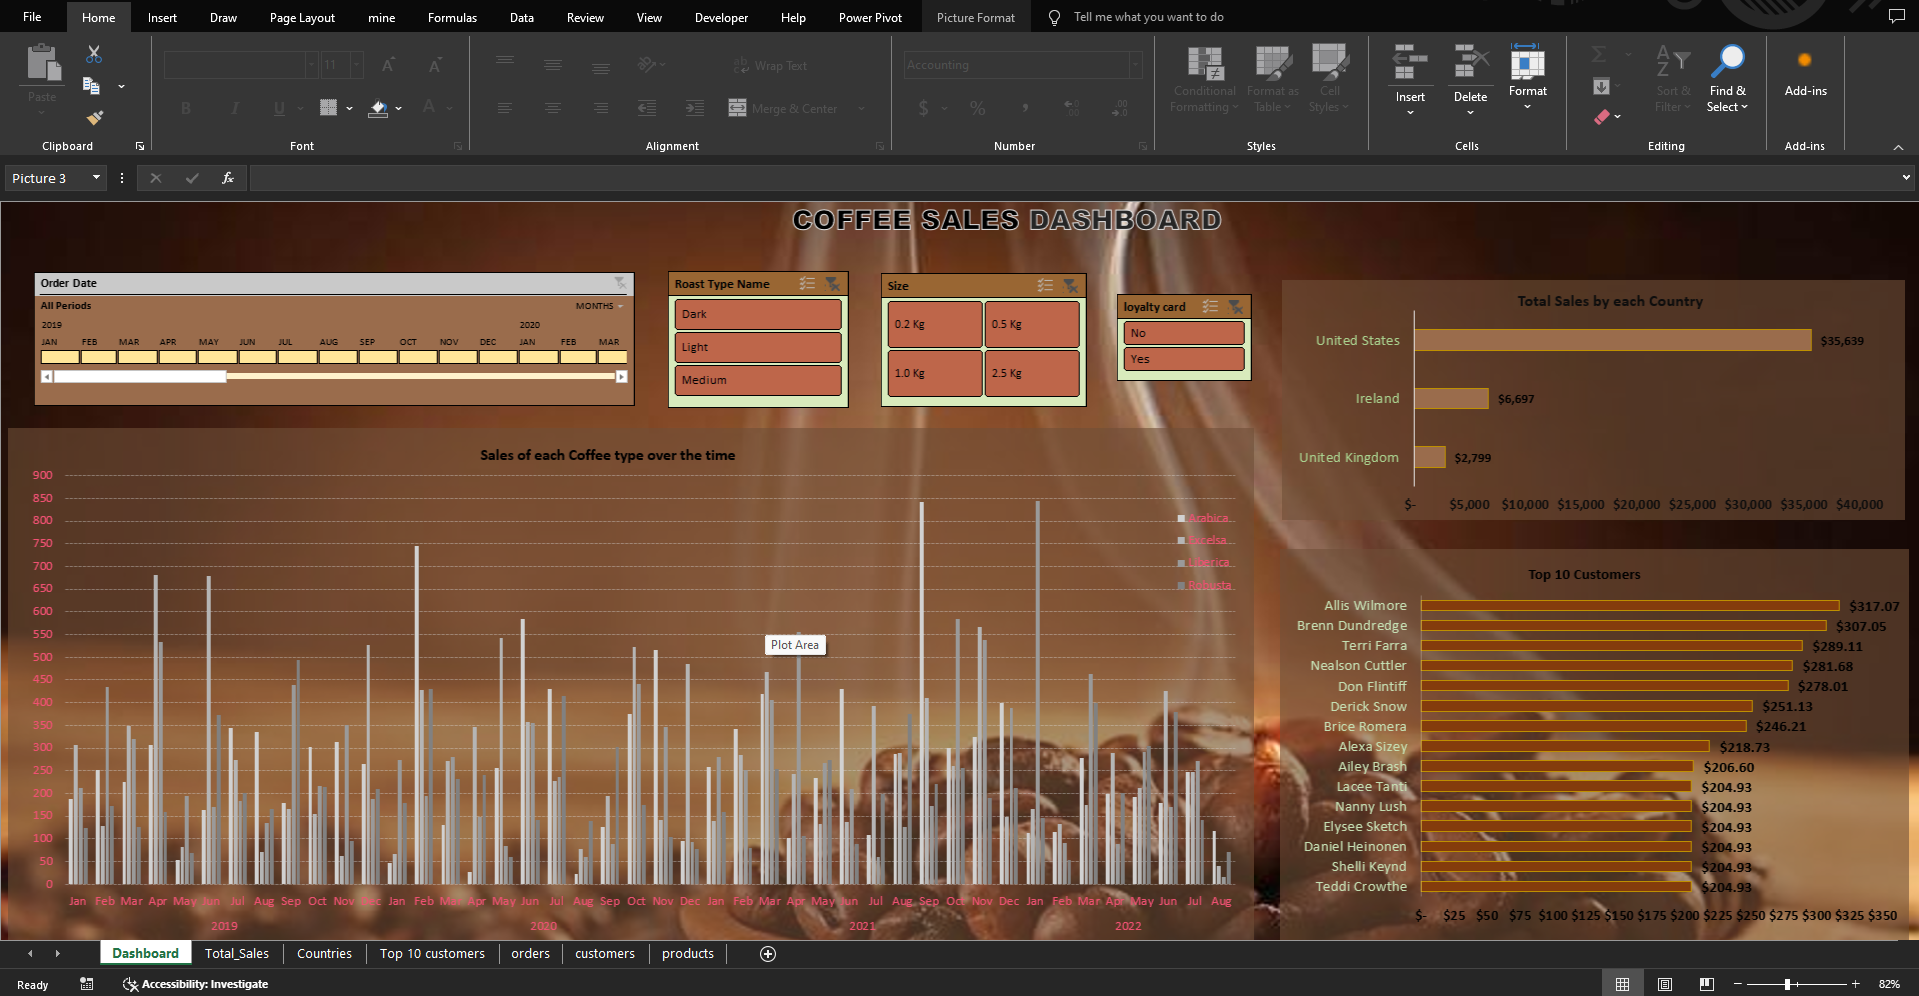 File Home Insert Draw Page Layout mine Formulas Data Review View Developer Help Power Pivot Picture Format Tell me what you want to do
Paste
11
Wrap Text
Merge & Center
Accounting
Conditional Formatting
Format as Table
Cell Styles
Insert Delete Format
Sort & Filter
Find & Select
Add-ins
Clipboard Font Alignment Number Styles Cells Editing Add-ins
Picture 3
COFFEE SALES DASHBOARD
Order Date
All Periods MONTHS
2019 2020
JAN FEB MAR APR MAY JUN JUL AUG SEP OCT NOV DEC JAN FEB MAR
Roast Type Name
Dark
Light
Medium
Size
0.2 Kg 0.5 Kg
1.0 Kg 2.5 Kg
loyalty card
No
Yes
Total Sales by each Country
United States $35,639
Ireland $6,697
United Kingdom $2,799
$- $5,000 $10,000 $15,000 $20,000 $25,000 $30,000 $35,000 $40,000
Sales of each Coffee type over the time
900
850
800
750
700
650
600
550
500
450
400
350
300
250
200
150
100
50
0
Arabica
Excelsa
Liberica
Robusta
Plot Area
Jan Feb Mar Apr May Jun Jul Aug Sep Oct Nov Dec Jan Feb Mar Apr May Jun Jul Aug Sep Oct Nov Dec Jan Feb Mar Apr May Jun Jul Aug Sep Oct Nov Dec Jan Feb Mar Apr May Jun Jul Aug
2019 2020 2021 2022
Top 10 Customers
Allis Wilmore $317.07
Brenn Dundredge $307.05
Terri Farra $289.11
Nealson Cuttler $281.68
Don Flintiff $278.01
Derick Snow $251.13
Brice Romera $246.21
Alexa Sizey $218.73
Ailey Brash $206.60
Lacee Tanti $204.93
Nanny Lush $204.93
Elysee Sketch $204.93
Daniel Heinonen $204.93
Shelli Keynd $204.93
Teddi Crowthe $204.93
$- $25 $50 $75 $100 $125 $150 $175 $200 $225 $250 $275 $300 $325 $350
Dashboard Total_Sales Countries Top 10 customers orders customers products
Ready Accessibility: Investigate 82%